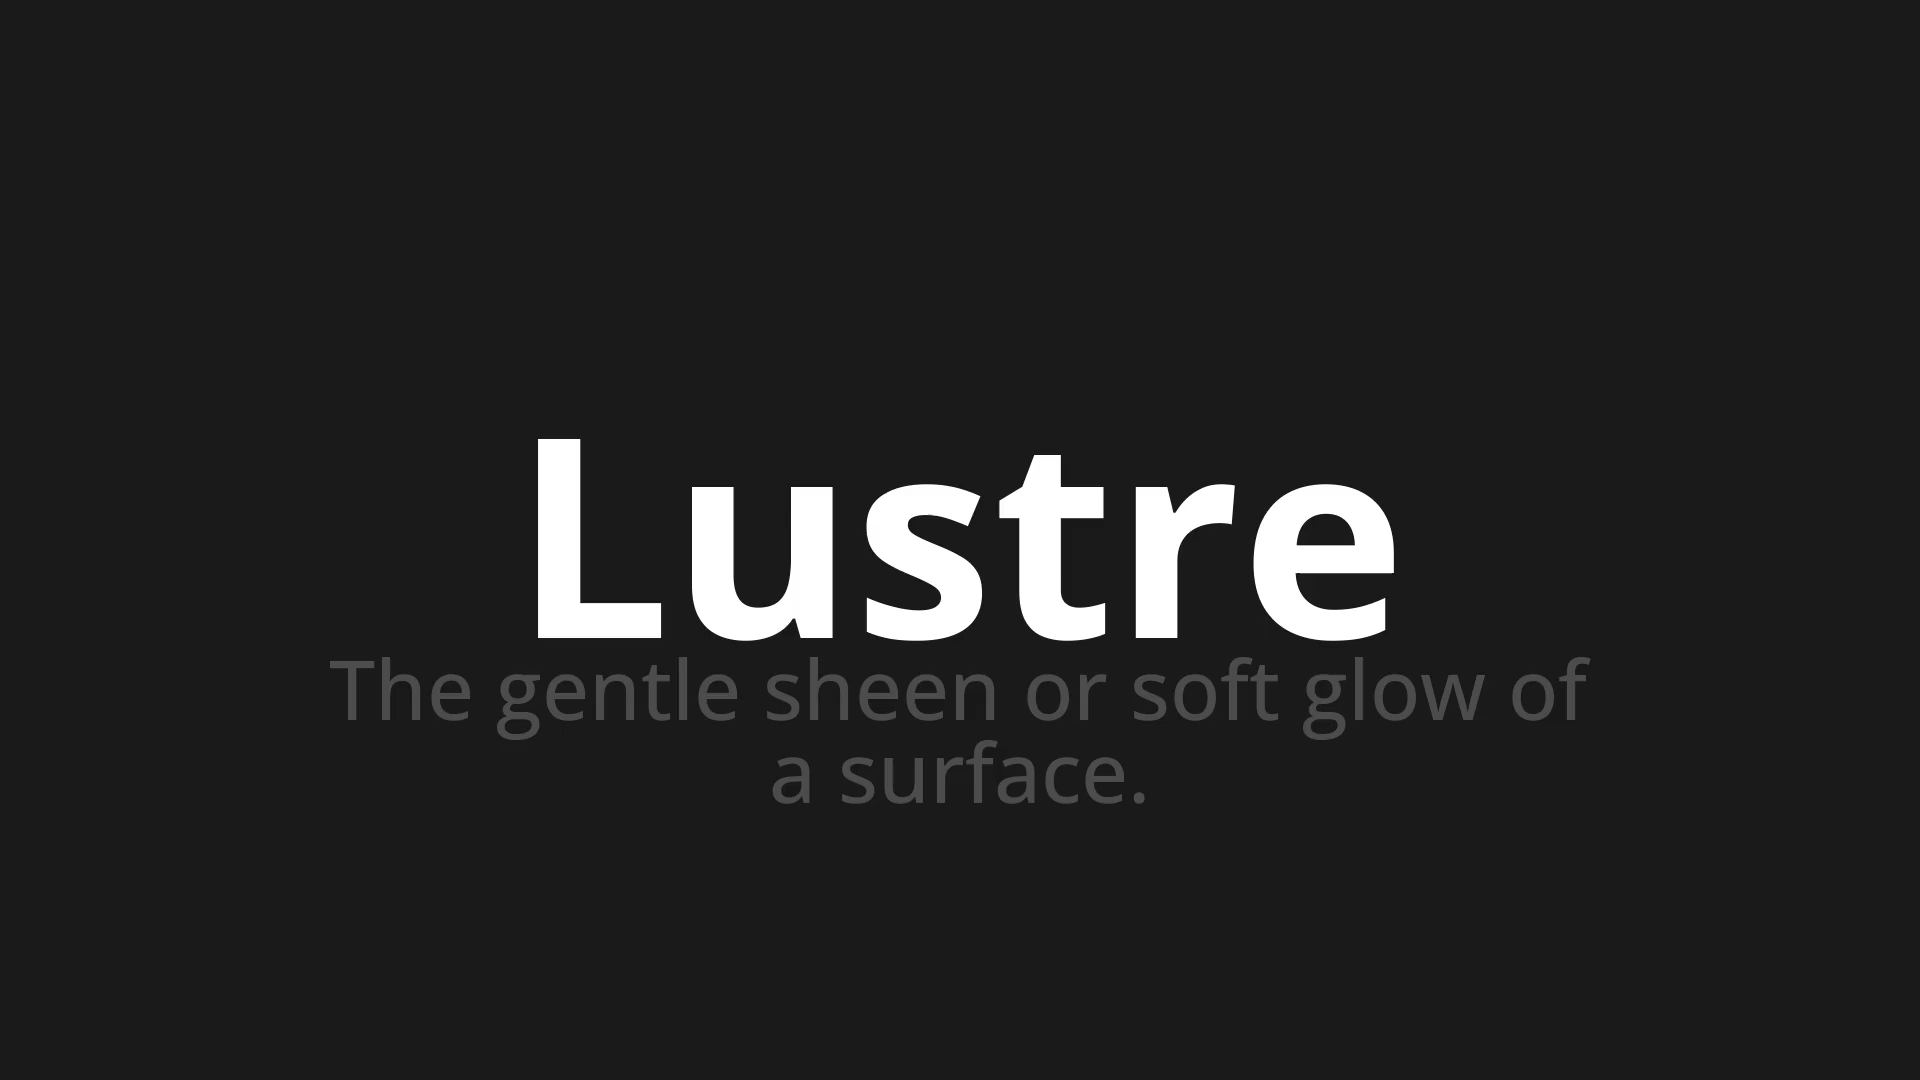 Lustre
The gentle sheen or soft glow of
a surface.